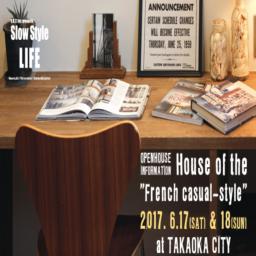 Slow Style
LIFE
ANNOUNCEMENT
CERTAIN SCHEDULE CHANGES
WILL BECOME EFFECTIVE
THURSDAY, JUNE 25, 1959
OPENHOUSE
INFORMATION
House of the
"French casual-style"
2017. 6.17(SAT) & 18(SUN)
at TAKAOKA CITY